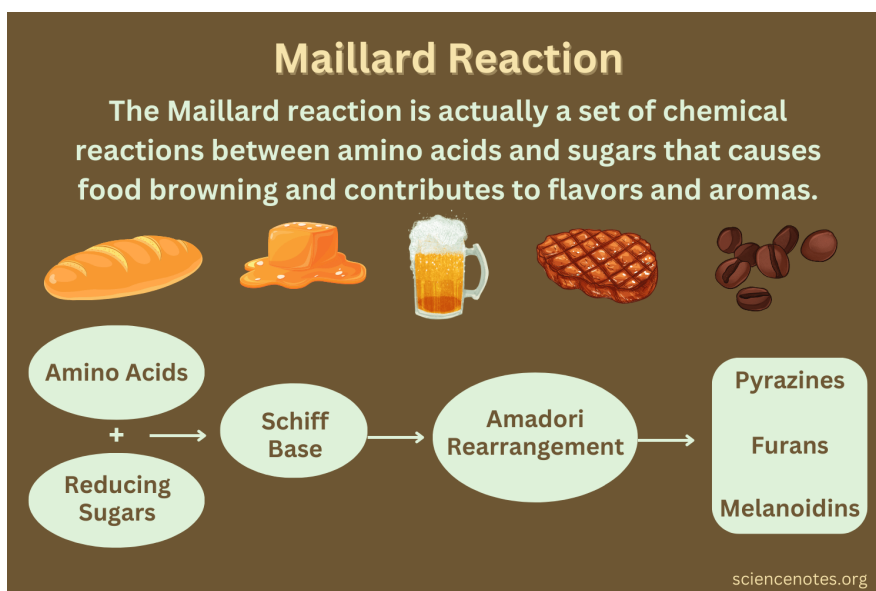 Maillard Reaction
The Maillard reaction is actually a set of chemical
reactions between amino acids and sugars that causes
food browning and contributes to flavors and aromas.
Amino Acids
+
Reducing
Sugars
Schiff
Base
Amadori
Rearrangement
Pyrazines
Furans
Melanoidins
sciencenotes.org